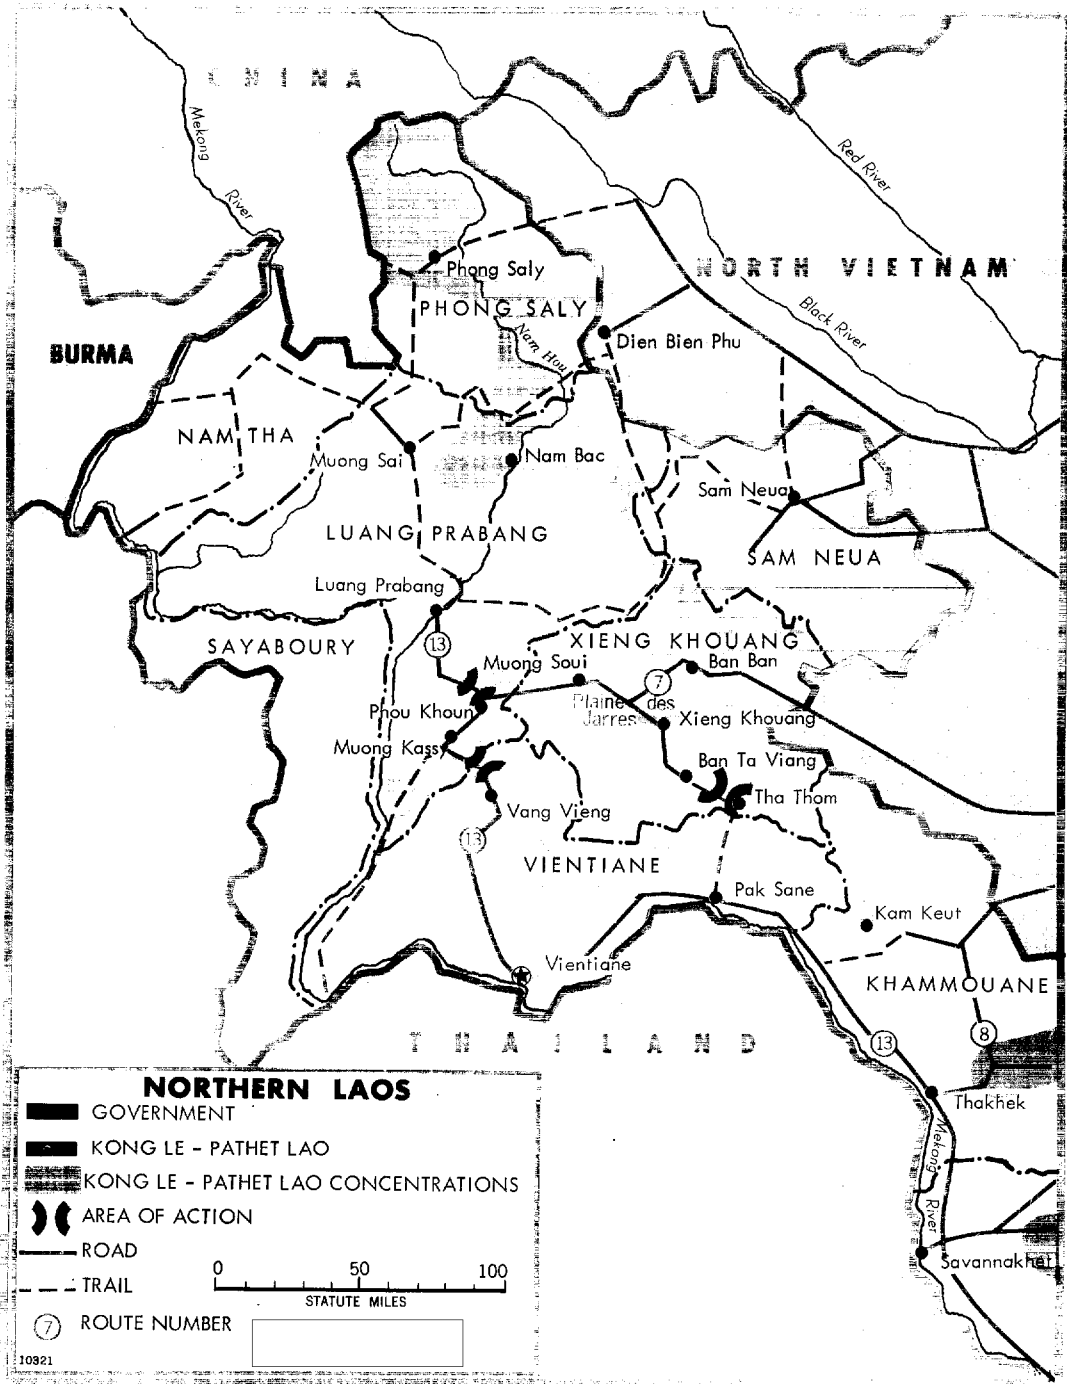 CHINA
Mekong
River
Red River
Phong Saly
NORTH VIETNAM
PHONG SALY
Black River
Nam Hou
Dien Bien Phu
BURMA
NAM THA
Muong Sai
Nam Bac
Sam Neua
LUANG PRABANG
SAM NEUA
Luang Prabang
SAYABOURY
13
XIENG KHOUANG
Muong Soui
Ban Ban
7
Plaine des
Jarres
Phou Khoun
Xieng Khouang
Muong Kassy
Ban Ta Viang
Tha Thom
Vang Vieng
13
VIENTIANE
Pak Sane
Kam Keut
Vientiane
KHAMMOUANE
THAILAND
13
8
Thakhek
Mekong
River
Savannakhet
NORTHERN LAOS
GOVERNMENT
KONG LE - PATHET LAO
KONG LE - PATHET LAO CONCENTRATIONS
AREA OF ACTION
ROAD
TRAIL
0 50 100
STATUTE MILES
7 ROUTE NUMBER
10321